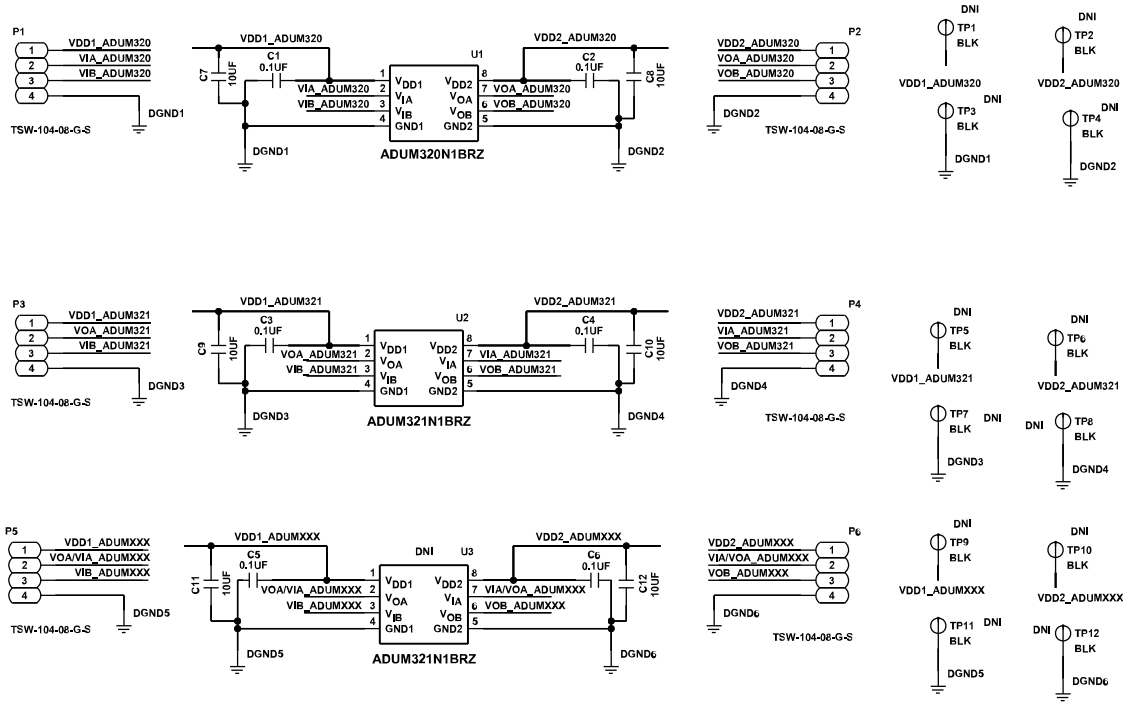 P1
1 VDD1_ADUM320
2 VIA_ADUM320
3 VIB_ADUM320
4
DGND1
TSW-104-08-G-S
VDD1_ADUM320
C7
10UF
C1
0.1UF
U1
VIA_ADUM320
VIB_ADUM320
1 VDD1
2 VIA
3 VIB
4 GND1
VDD2 8
VOA 7
VOB 6
GND2 5
ADUM320N1BRZ
DGND1
VDD2_ADUM320
C2
0.1UF
C8
10UF
VOA_ADUM320
VOB_ADUM320
DGND2
P2
VDD2_ADUM320 1
VOA_ADUM320 2
VOB_ADUM320 3
4
DGND2
TSW-104-08-G-S
DNI
TP1
BLK
VDD1_ADUM320
DNI
TP2
BLK
VDD2_ADUM320
DNI
TP3
BLK
DGND1
DNI
TP4
BLK
DGND2
P3
1 VDD1_ADUM321
2 VOA_ADUM321
3 VIB_ADUM321
4
DGND3
TSW-104-08-G-S
VDD1_ADUM321
C9
10UF
C3
0.1UF
U2
VOA_ADUM321
VIB_ADUM321
1 VDD1
2 VOA
3 VIB
4 GND1
VDD2 8
VIA 7
VOB 6
GND2 5
ADUM321N1BRZ
DGND3
VDD2_ADUM321
C4
0.1UF
C10
10UF
VIA_ADUM321
VOB_ADUM321
DGND4
P4
VDD2_ADUM321 1
VIA_ADUM321 2
VOB_ADUM321 3
4
DGND4
TSW-104-08-G-S
DNI
TP5
BLK
VDD1_ADUM321
DNI
TP6
BLK
VDD2_ADUM321
DNI
TP7
BLK
DGND3
DNI
TP8
BLK
DGND4
P5
1 VDD1_ADUMXXX
2 VOA/VIA_ADUMXXX
3 VIB_ADUMXXX
4
DGND5
TSW-104-08-G-S
VDD1_ADUMXXX
C11
10UF
C5
0.1UF
DNI
U3
VOA/VIA_ADUMXXX
VIB_ADUMXXX
1 VDD1
2 VOA
3 VIB
4 GND1
VDD2 8
VIA 7
VOB 6
GND2 5
ADUM321N1BRZ
DGND5
VDD2_ADUMXXX
C6
0.1UF
C12
10UF
VIA/VOA_ADUMXXX
VOB_ADUMXXX
DGND6
P6
VDD2_ADUMXXX 1
VIA/VOA_ADUMXXX 2
VOB_ADUMXXX 3
4
DGND6
TSW-104-08-G-S
DNI
TP9
BLK
VDD1_ADUMXXX
DNI
TP10
BLK
VDD2_ADUMXXX
DNI
TP11
BLK
DGND5
DNI
TP12
BLK
DGND6